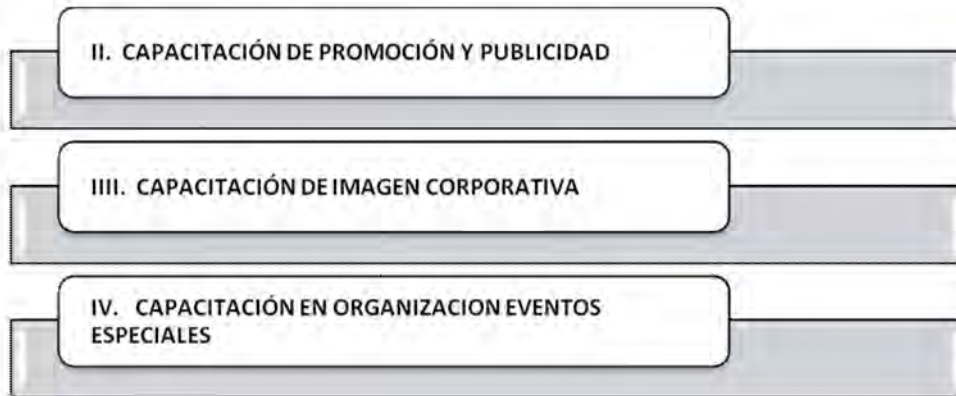 II. CAPACITACIÓN DE PROMOCIÓN Y PUBLICIDAD
IIII. CAPACITACIÓN DE IMAGEN CORPORATIVA
IV. CAPACITACIÓN EN ORGANIZACION EVENTOS
ESPECIALES